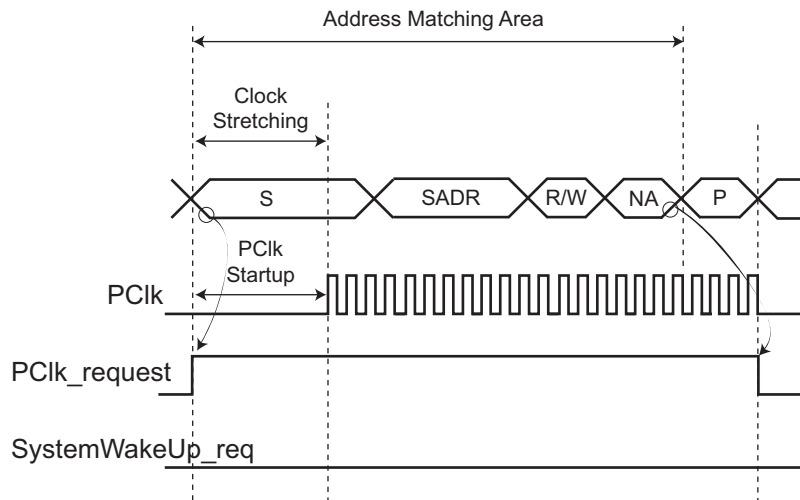 Address Matching Area
Clock
Stretching
S
SADR
R/W
NA
P
PClk
Startup
PClk
PClk_request
SystemWakeUp_req